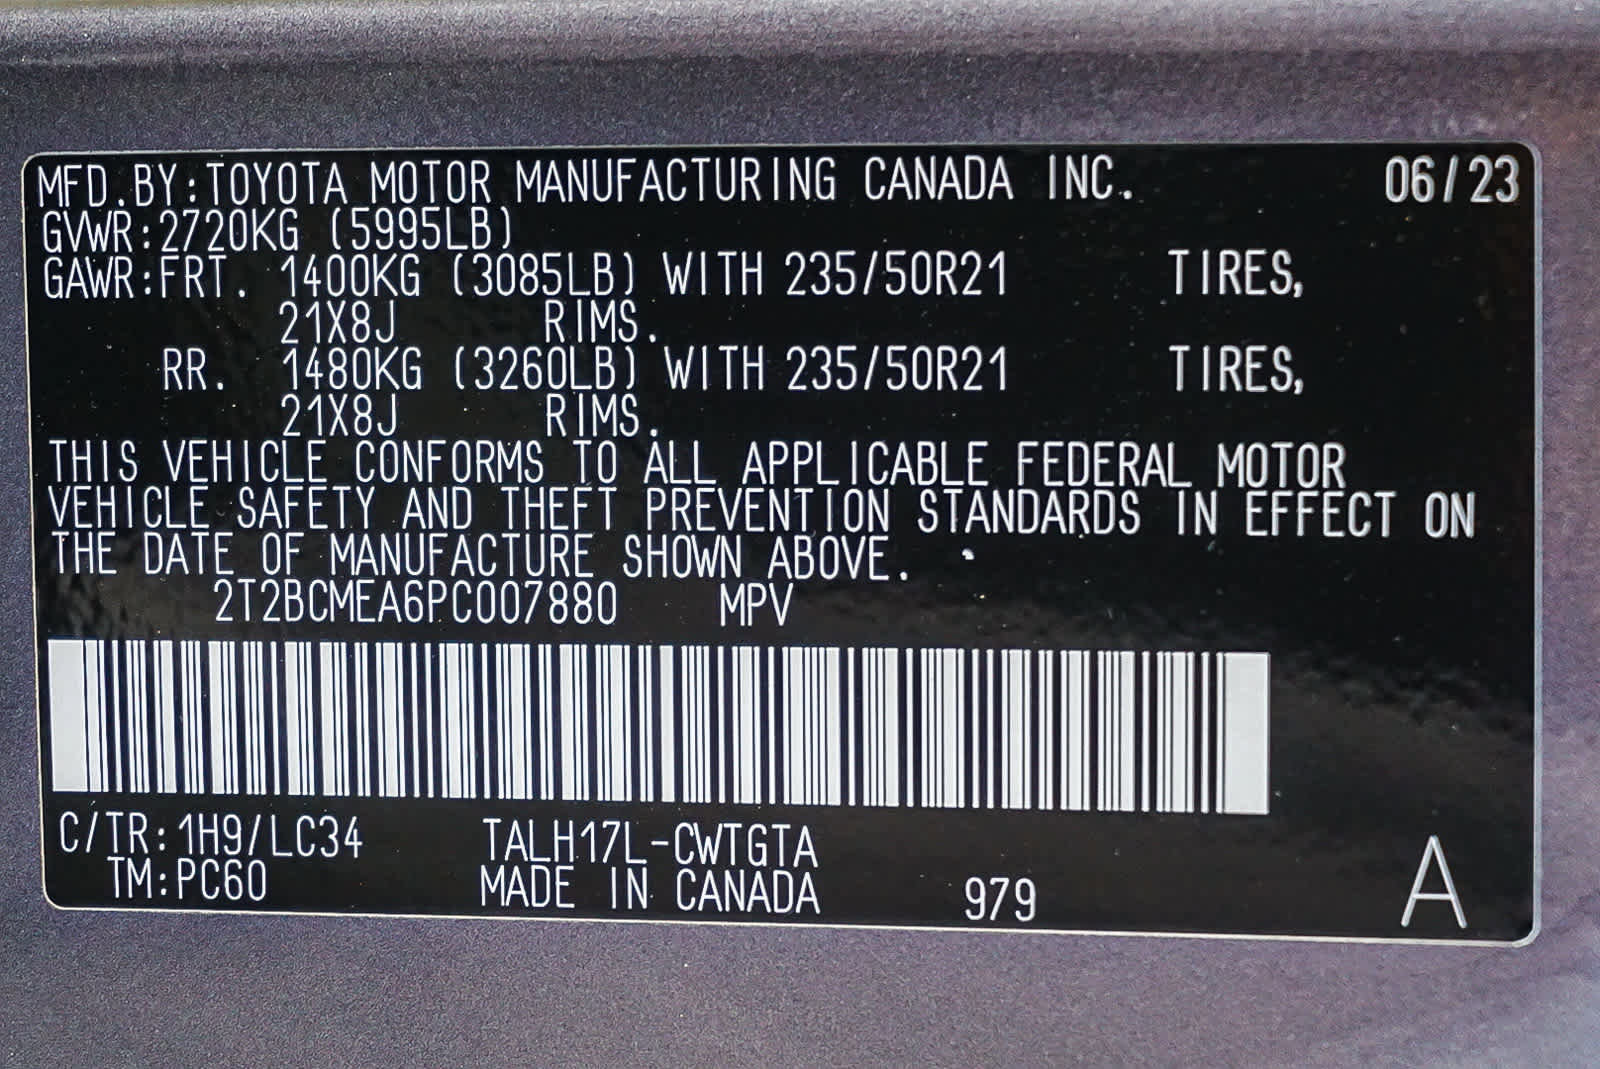 MFD.BY:TOYOTA MOTOR MANUFACTURING CANADA INC. 06/23
GVWR:2720KG (5995LB)
GAWR:FRT. 1400KG (3085LB) WITH 235/50R21 TIRES,
21X8J RIMS.
RR. 1480KG (3260LB) WITH 235/50R21 TIRES,
21X8J RIMS.
THIS VEHICLE CONFORMS TO ALL APPLICABLE FEDERAL MOTOR
VEHICLE SAFETY AND THEFT PREVENTION STANDARDS IN EFFECT ON
THE DATE OF MANUFACTURE SHOWN ABOVE.
2T2BCMEA6PC007880 MPV
C/TR:1H9/LC34 TALH17L-CWTGTA
TM:PC60 MADE IN CANADA 979 A